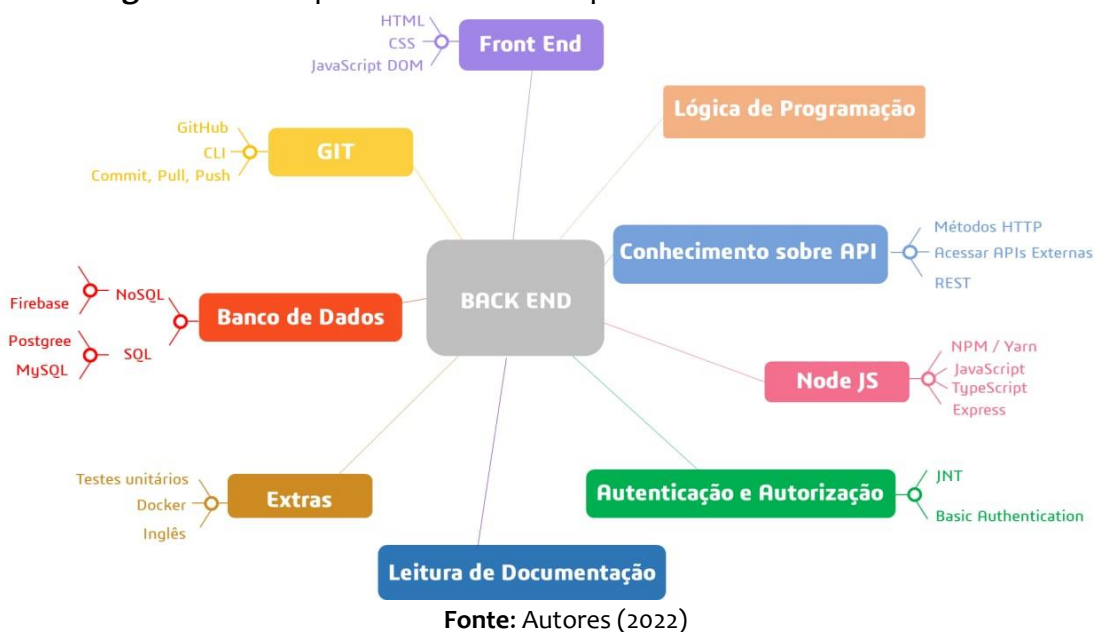 HTML
CSS
JavaScript DOM
Front End
Lógica de Programação
GitHub
CLI
Commit, Pull, Push
GIT
Conhecimento sobre API
Métodos HTTP
Acessar APIs Externas
REST
BACK END
Firebase
NoSQL
Postgree
MySQL
SQL
Banco de Dados
Node JS
NPM / Yarn
JavaScript
TypeScript
Express
Testes unitários
Docker
Inglês
Extras
Autenticação e Autorização
JNT
Basic Authentication
Leitura de Documentação
Fonte: Autores (2022)